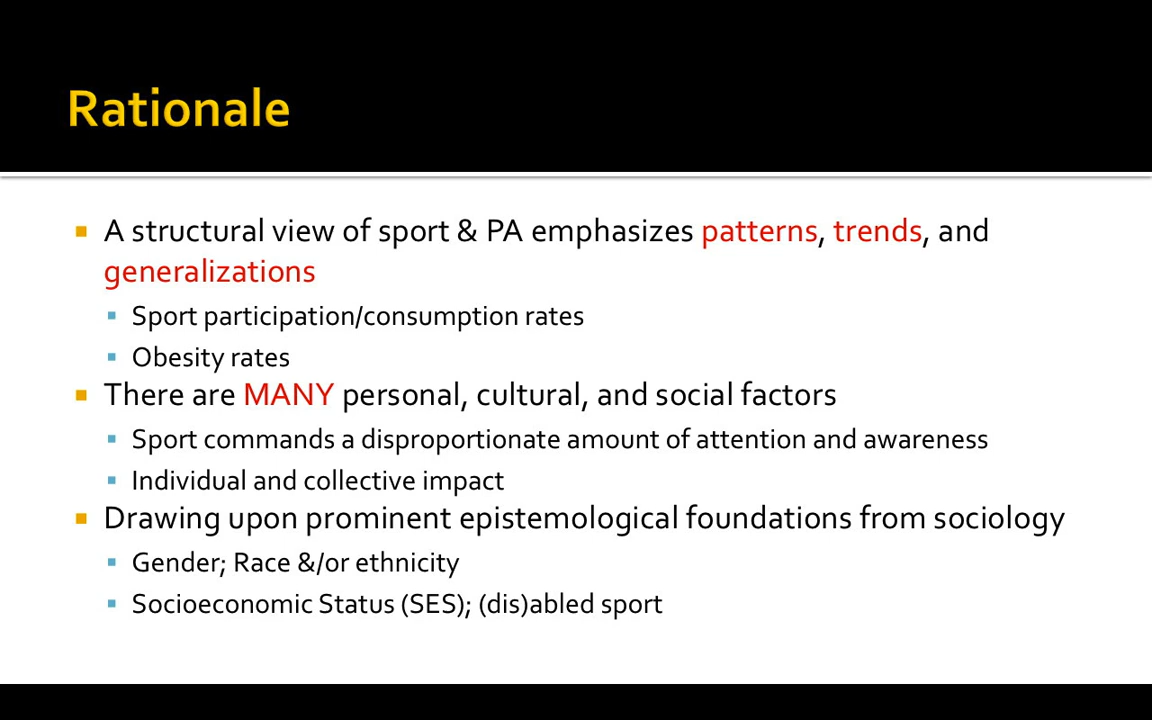 Rationale
A structural view of sport & PA emphasizes patterns, trends, and
generalizations
Sport participation/consumption rates
Obesity rates
There are MANY personal, cultural, and social factors
Sport commands a disproportionate amount of attention and awareness
Individual and collective impact
Drawing upon prominent epistemological foundations from sociology
Gender; Race &/or ethnicity
Socioeconomic Status (SES); (dis)abled sport